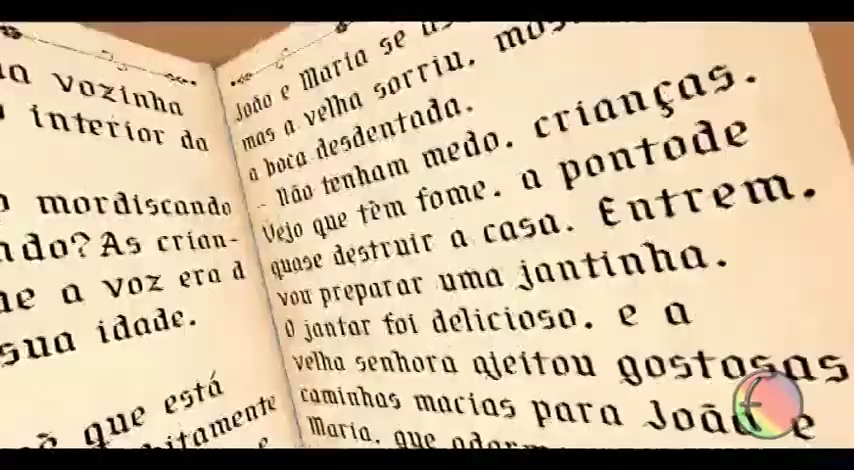 vozinha
interior da
mordiscando
As crian-
a voz era d
sua idade.
que está
João e Maria se
mas a velha sorriu, mos
a boca desdentada.
- Não tenham medo, crianças.
Vejo que têm fome, a pontode
quase destruir a casa. Entrem,
vou preparar uma jantinha.
O jantar foi delicioso, e a
velha senhora ajeitou gostosas
caminhas macias para João e
Maria, que